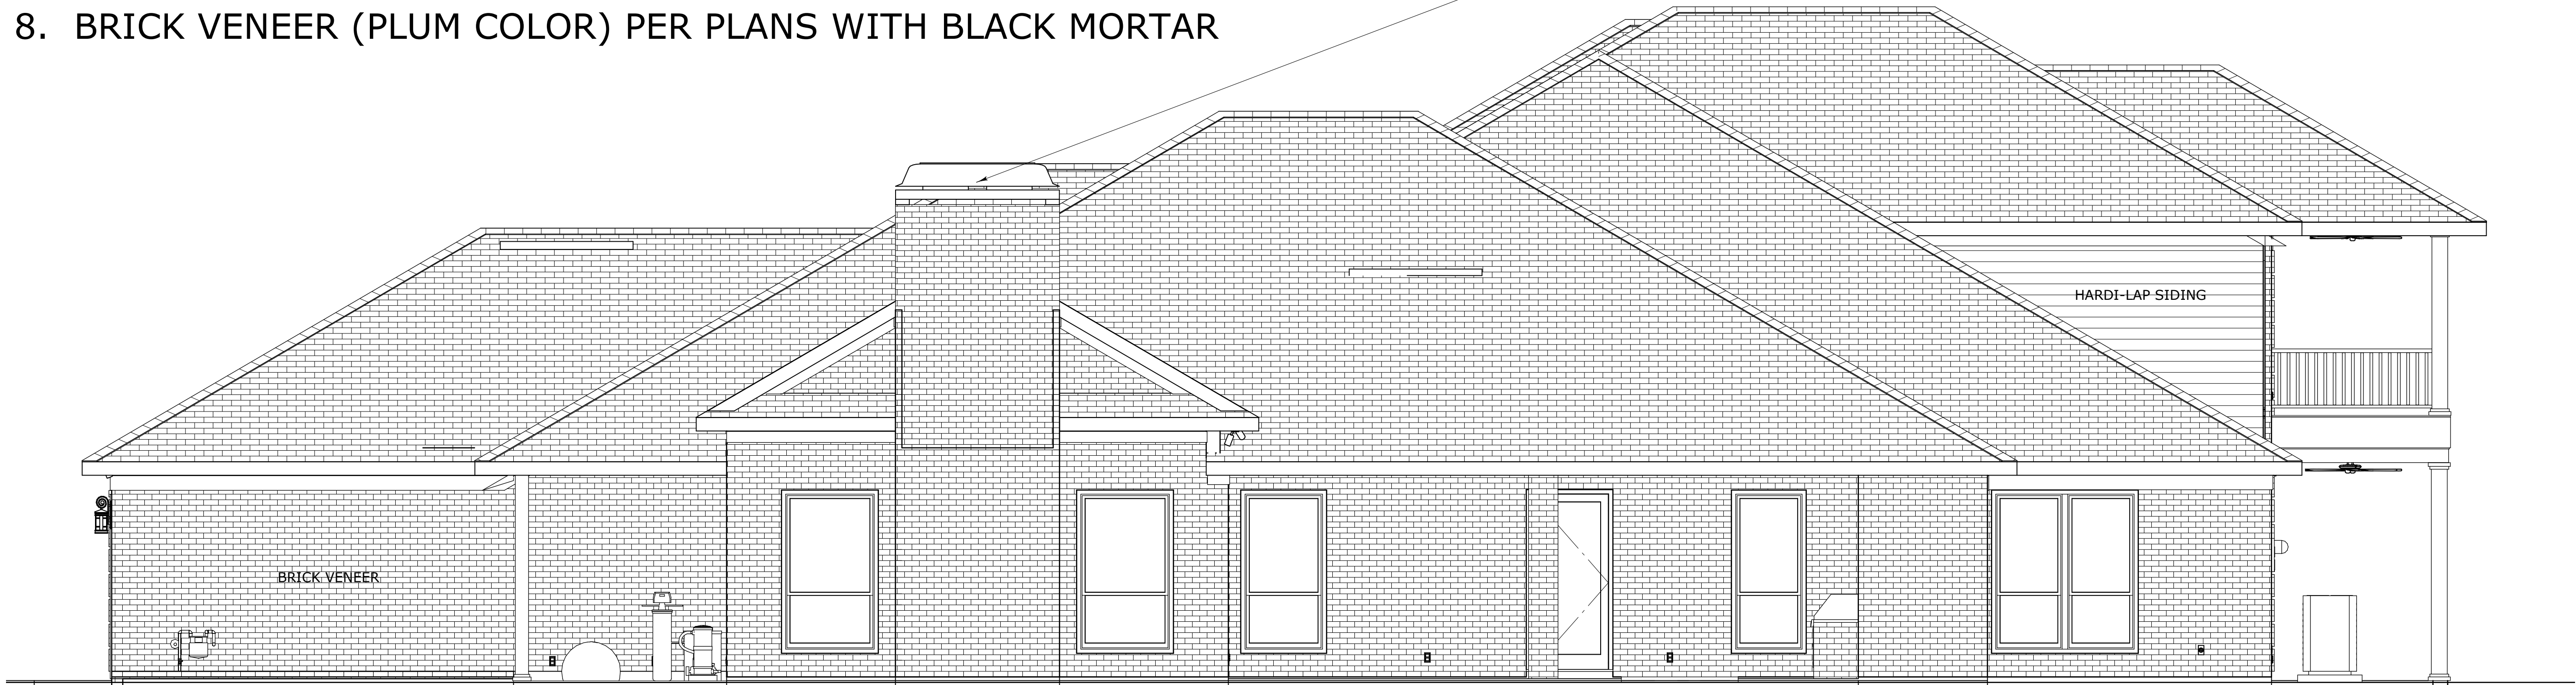 8. BRICK VENEER (PLUM COLOR) PER PLANS WITH BLACK MORTAR
HARDI-LAP SIDING
BRICK VENEER